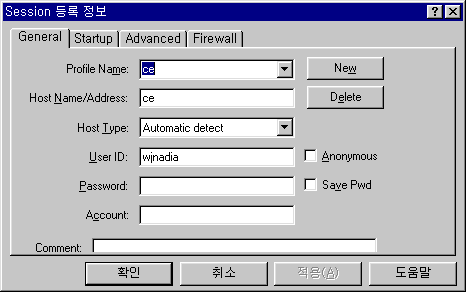 Session 등록 정보
General Startup Advanced Firewall
Profile Name: ce New
Host Name/Address: ce Delete
Host Type: Automatic detect
User ID: wjnadia Anonymous
Password: Save Pwd
Account:
Comment:
확인 취소 적용(A) 도움말